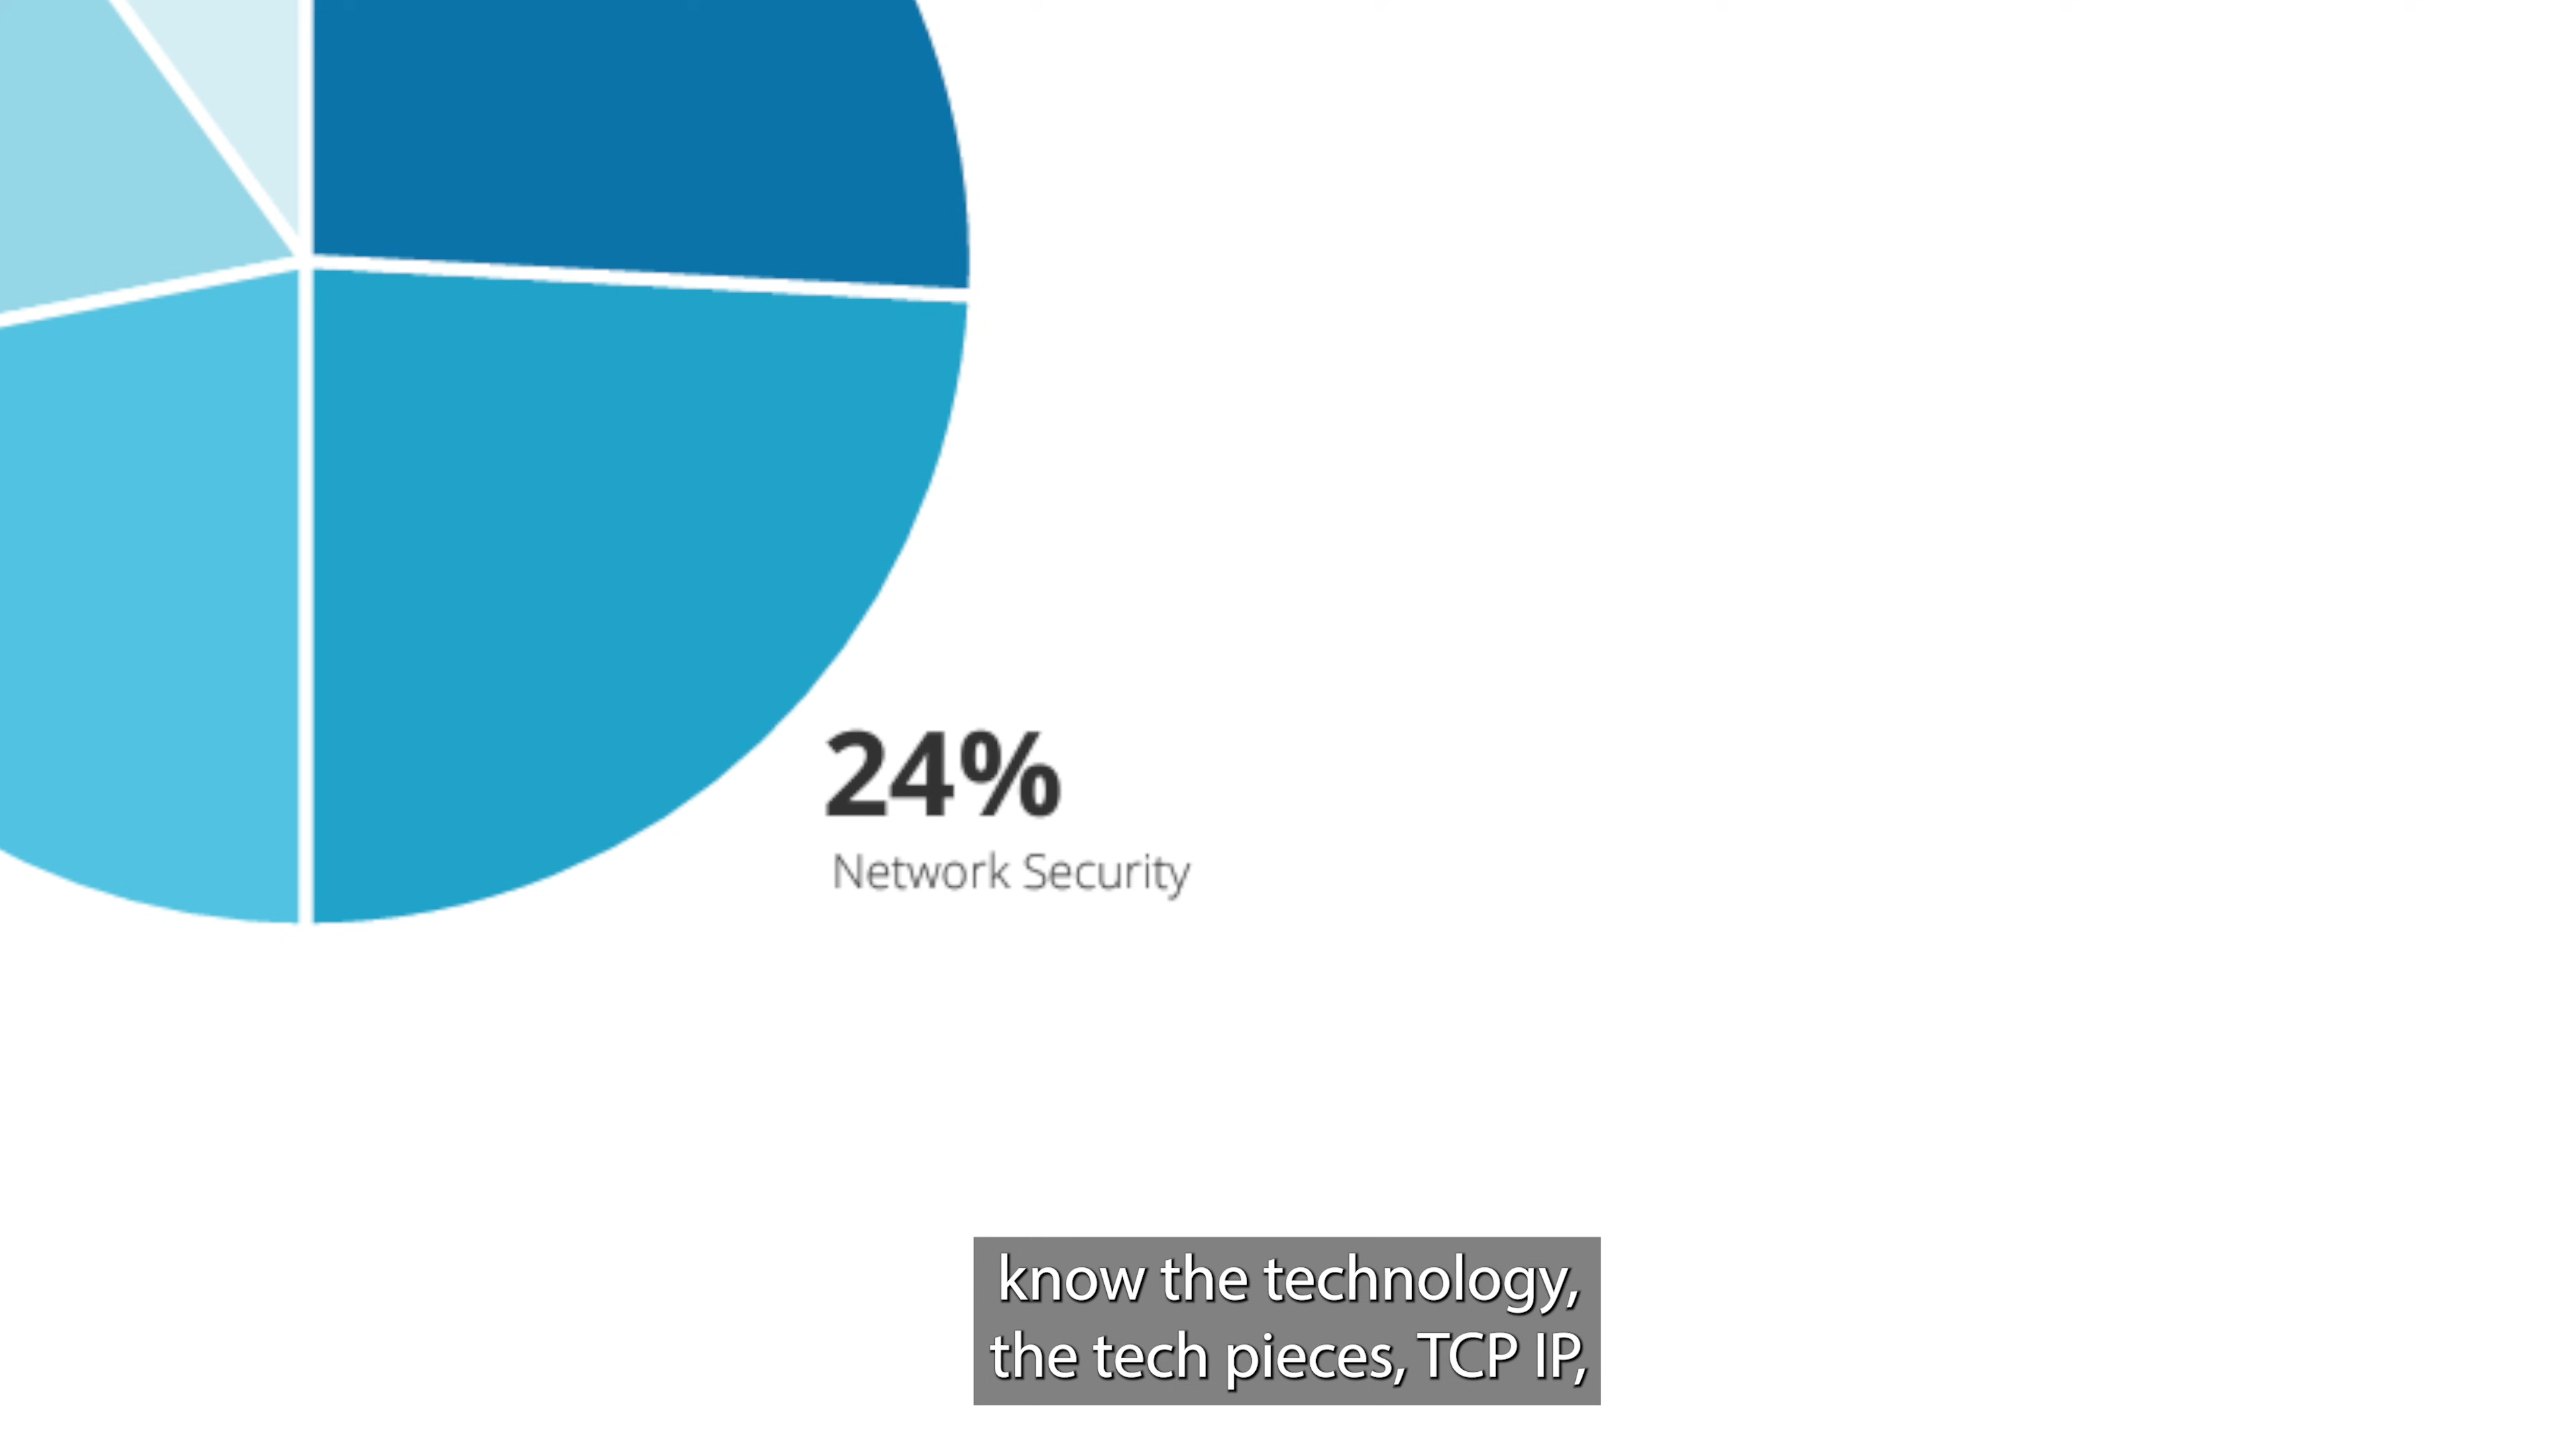 24%
Network Security
know the technology,
the tech pieces, TCP IP,